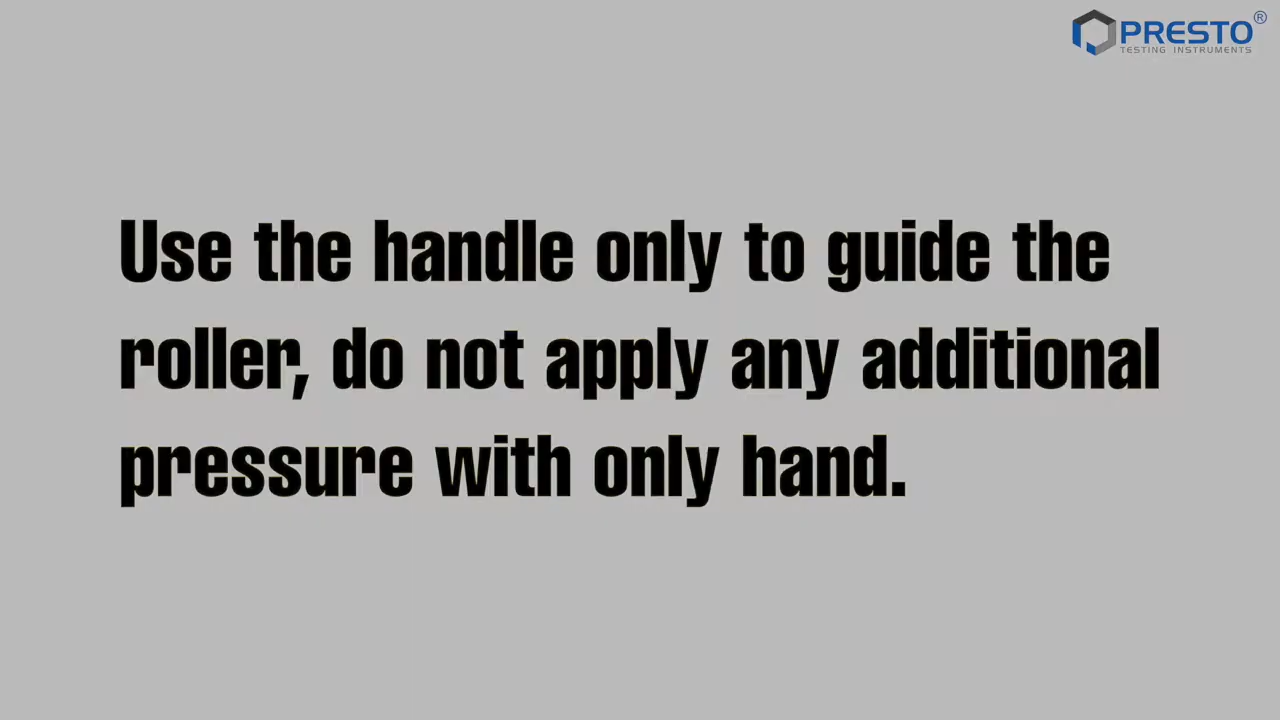 PRESTO®
TESTING INSTRUMENTS
Use the handle only to guide the
roller, do not apply any additional
pressure with only hand.